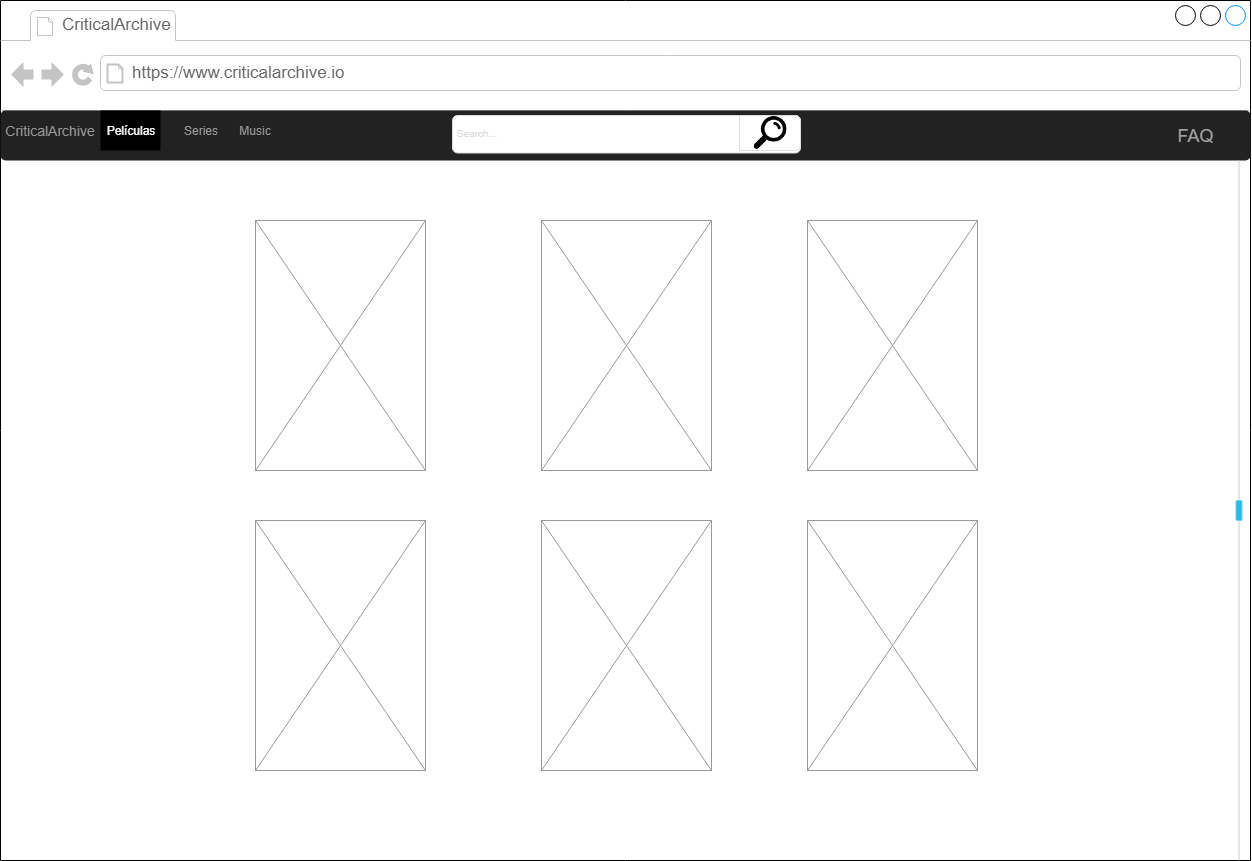 CriticalArchive
https://www.criticalarchive.io
CriticalArchive Películas Series Music Search... FAQ